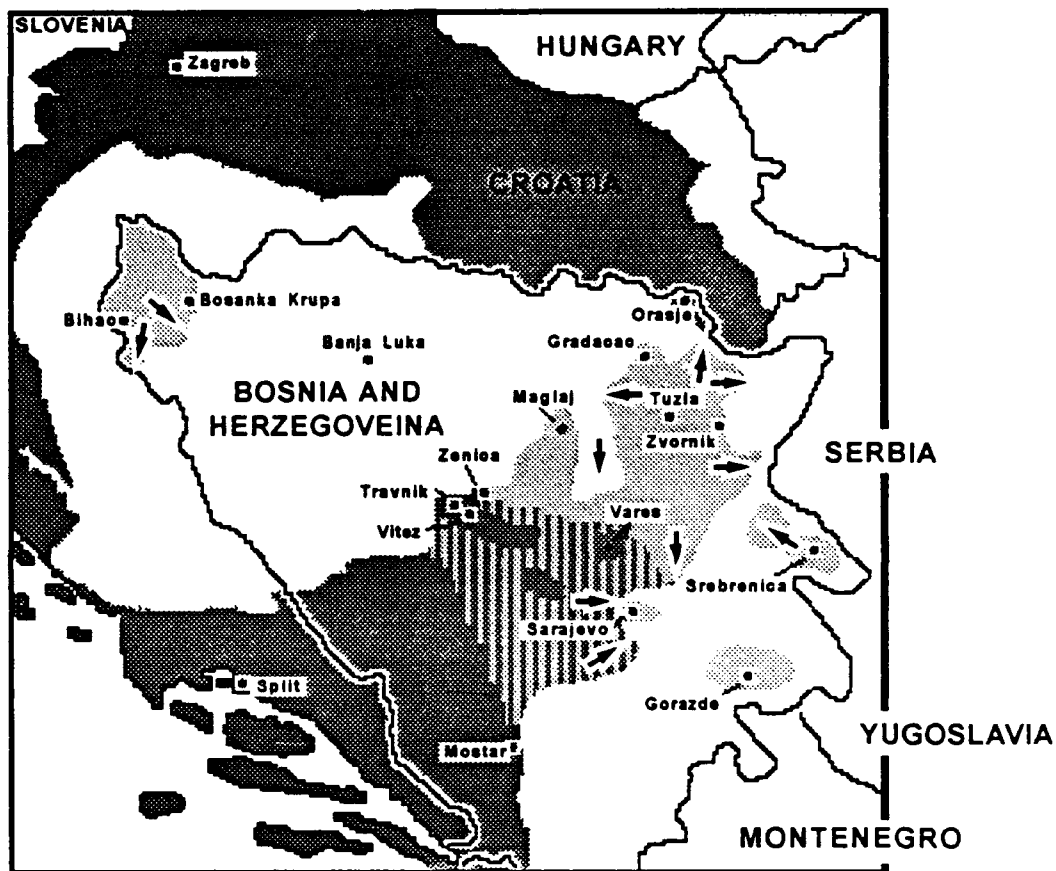 SLOVENIA
HUNGARY
Zagreb
CROATIA
Bosanka Krupa
Bihac
Orasje
Banja Luka
Gradacac
BOSNIA AND
HERZEGOVEINA
Maglaj
Tuzla
Zvornik
SERBIA
Zenica
Travnik
Vares
Vitez
Srebrenica
Sarajevo
Split
Gorazde
YUGOSLAVIA
Mostar
MONTENEGRO